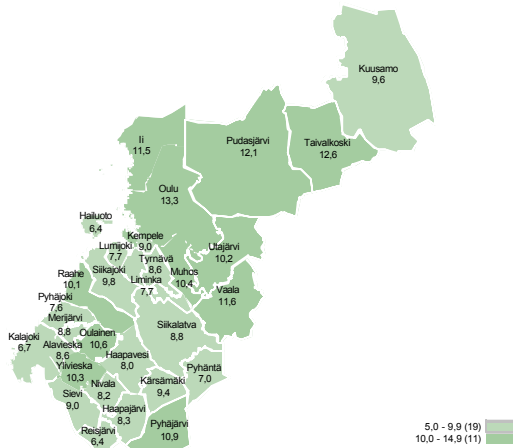 Kuusamo
9,6
Ii
11,5
Pudasjärvi
12,1
Taivalkoski
12,6
Oulu
13,3
Hailuoto
6,4
Kempele
9,0
Lumijoki
7,7
Tyrnävä
8,6
Utajärvi
10,2
Siikajoki
9,8
Liminka
7,7
Muhos
10,4
Raahe
10,1
Vaala
11,6
Pyhäjoki
7,6
Merijärvi
8,8
Siikalatva
8,8
Kalajoki
6,7
Alavieska
8,6
Oulainen
10,6
Haapavesi
8,0
Pyhäntä
7,0
Ylivieska
10,3
Nivala
8,2
Kärsämäki
9,4
Sievi
9,0
Haapajärvi
8,3
Reisjärvi
6,4
Pyhäjärvi
10,9
5,0 - 9,9 (19)
10,0 - 14,9 (11)